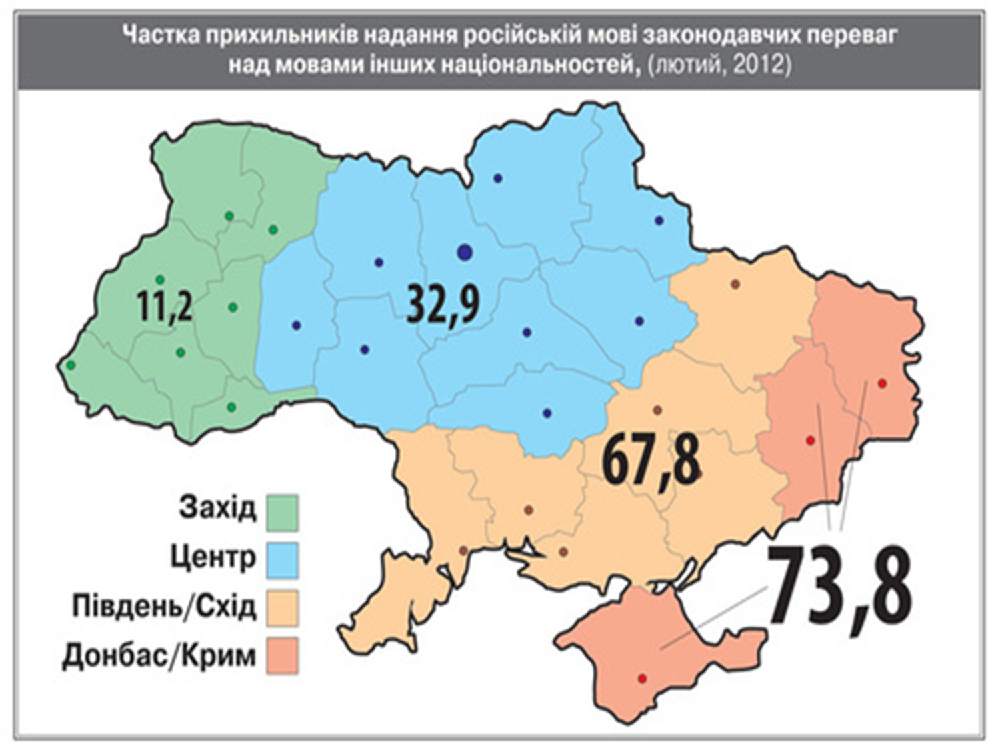 Частка прихильників надання російській мові законодавчих переваг
над мовами інших національностей, (лютий, 2012)
11,2
32,9
67,8
Захід
Центр
Південь/Схід
Донбас/Крим
73,8